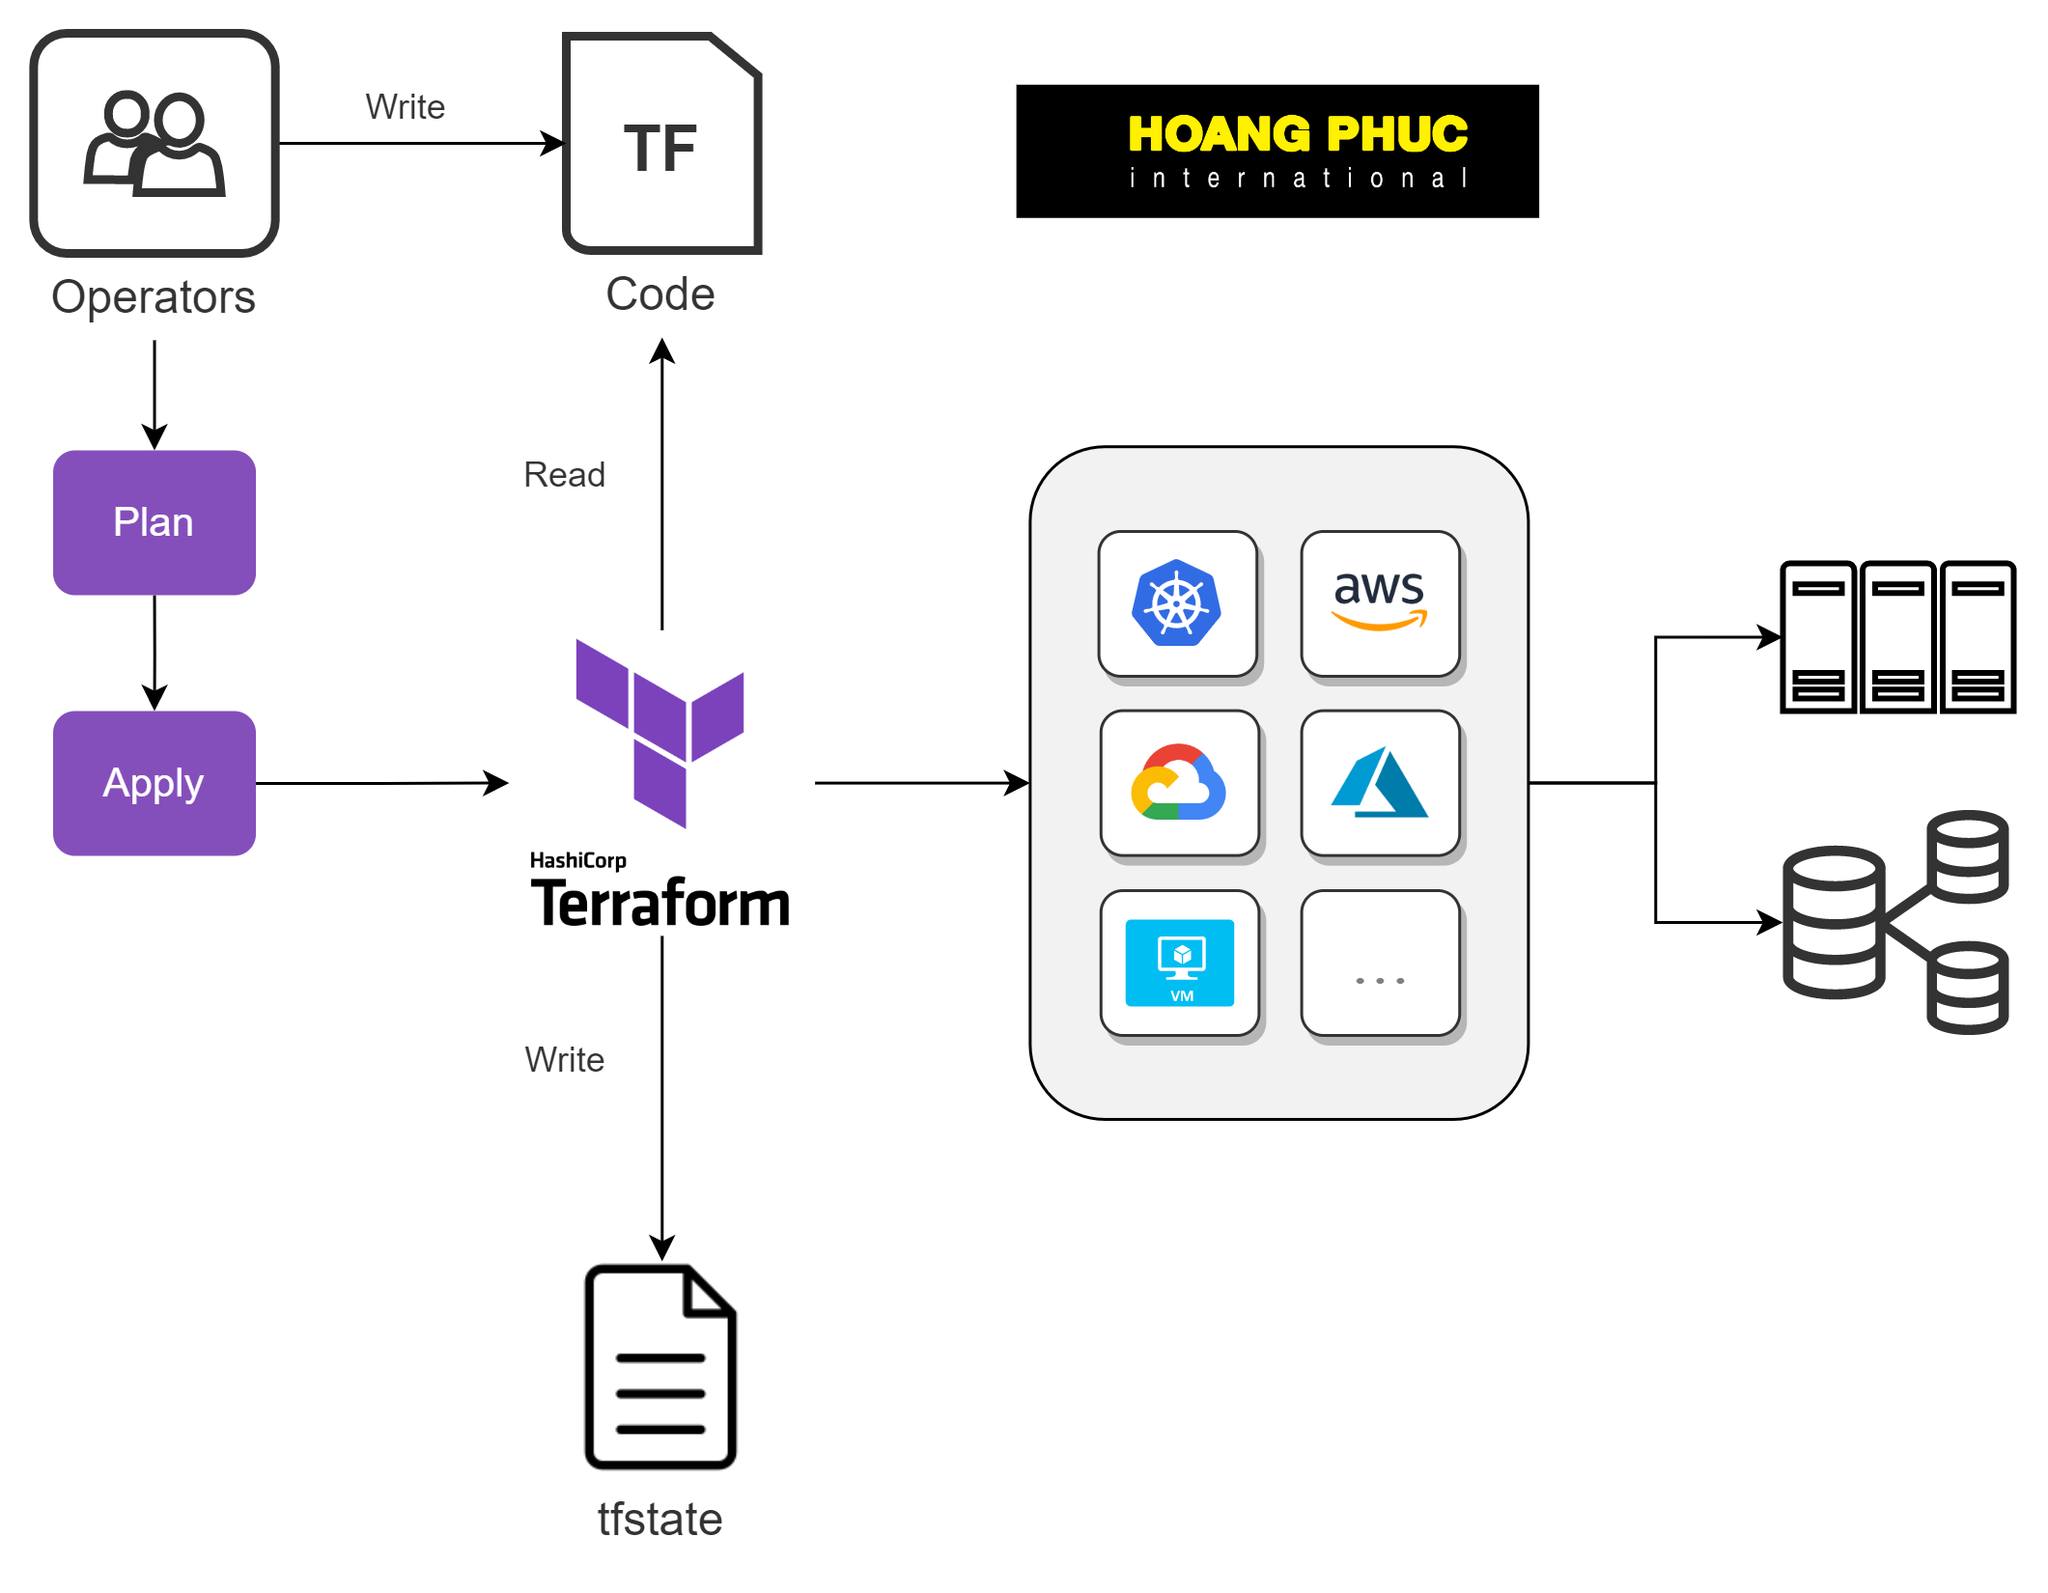 Write
TF
HOANG PHUC
international
Operators
Code
Read
Plan
aws
Apply
HashiCorp
Terraform
VM
...
Write
tfstate